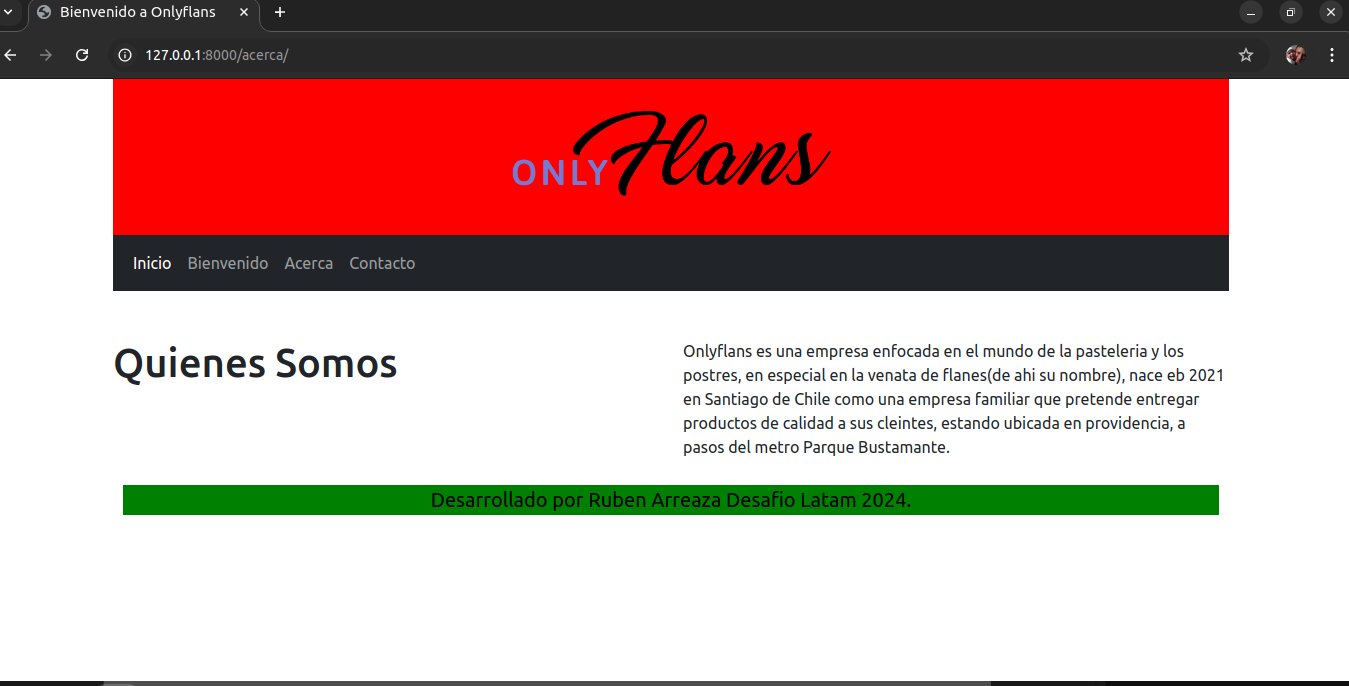 Bienvenido a Onlyflans
127.0.0.1:8000/acerca/
ONLY Flans
Inicio Bienvenido Acerca Contacto
Quienes Somos
Onlyflans es una empresa enfocada en el mundo de la pasteleria y los
postres, en especial en la venata de flanes(de ahi su nombre), nace eb 2021
en Santiago de Chile como una empresa familiar que pretende entregar
productos de calidad a sus cleintes, estando ubicada en providencia, a
pasos del metro Parque Bustamante.
Desarrollado por Ruben Arreaza Desafio Latam 2024.